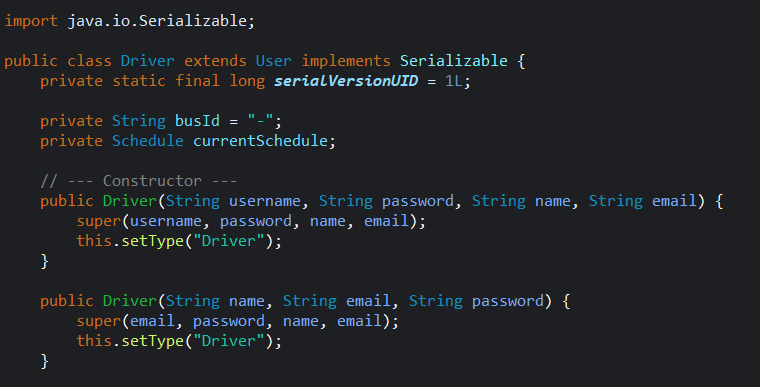 import java.io.Serializable;
public class Driver extends User implements Serializable {
    private static final long serialVersionUID = 1L;
    private String busId = "-";
    private Schedule currentSchedule;
    // --- Constructor ---
    public Driver(String username, String password, String name, String email) {
        super(username, password, name, email);
        this.setType("Driver");
    }
    public Driver(String name, String email, String password) {
        super(email, password, name, email);
        this.setType("Driver");
    }